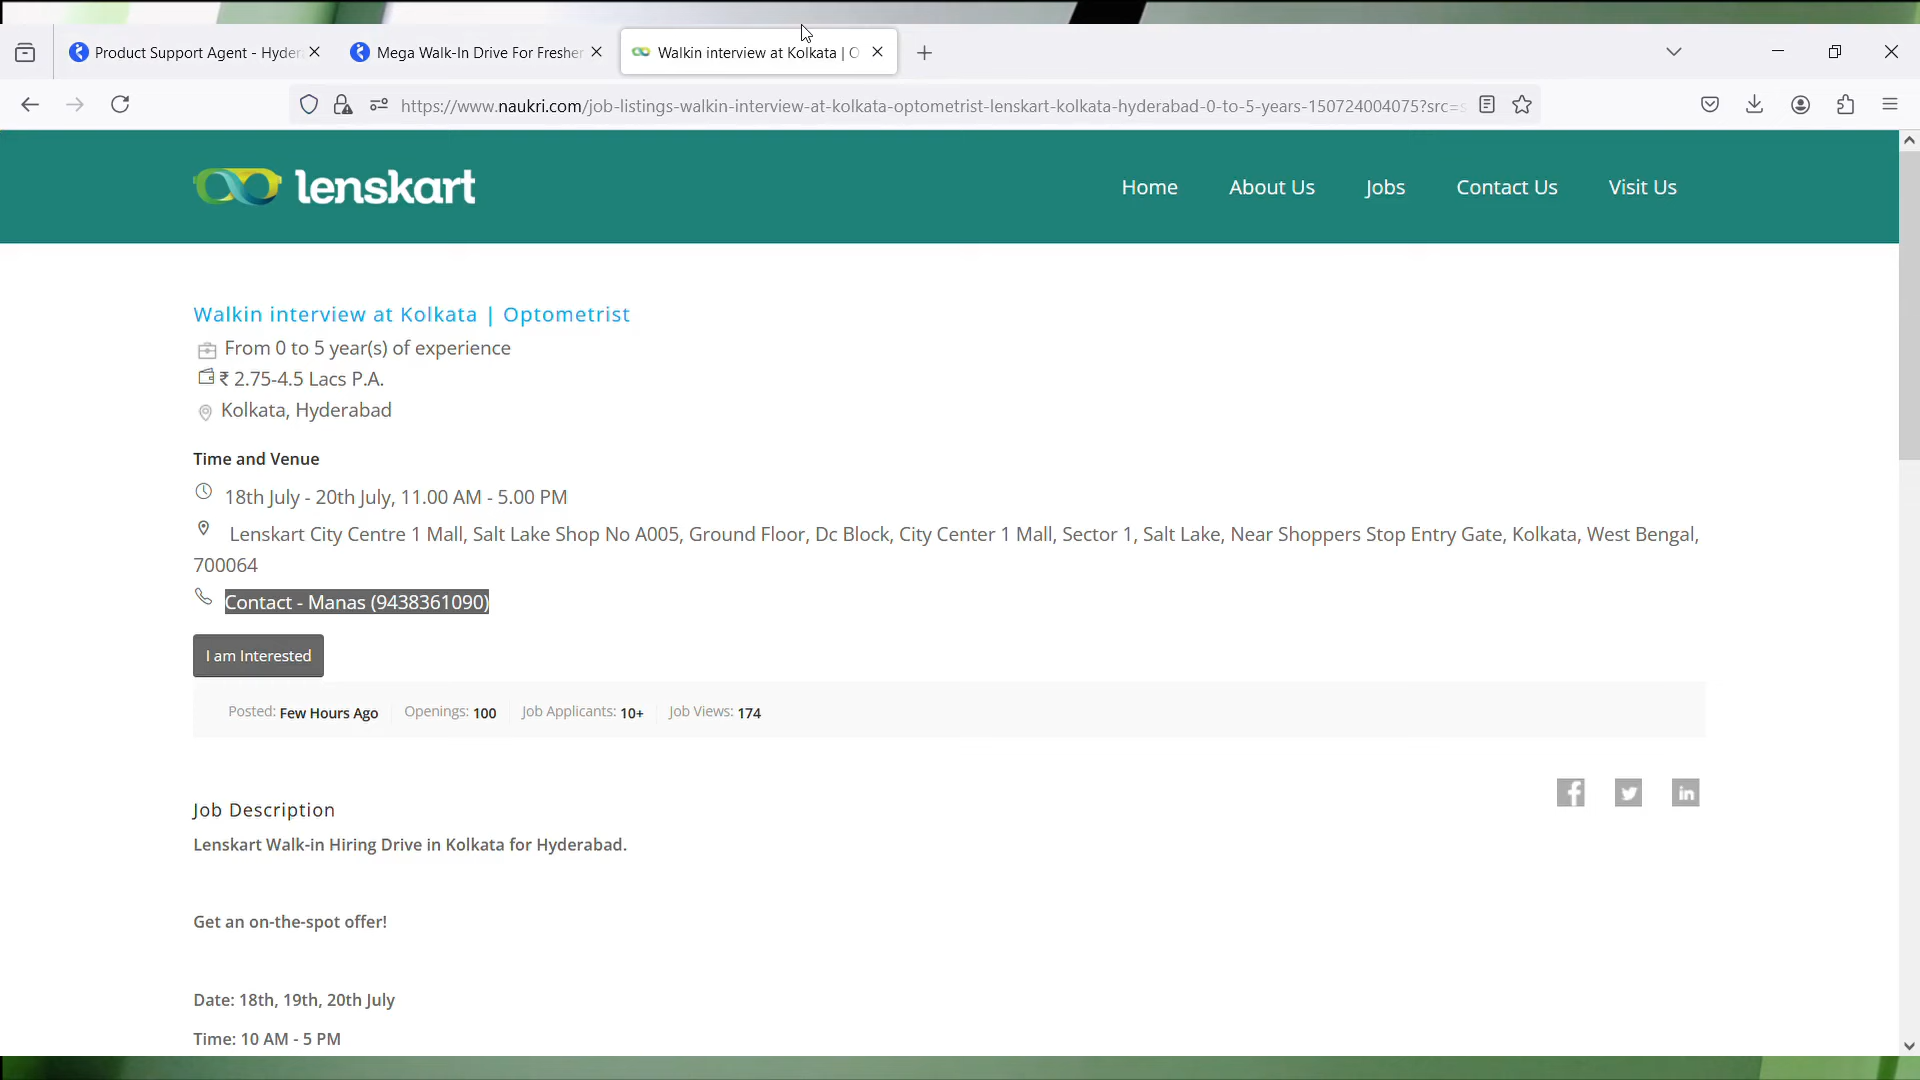 Product Support Agent - Hyder
Mega Walk-In Drive For Fresher
Walkin interview at Kolkata | O
https://www.naukri.com/job-listings-walkin-interview-at-kolkata-optometrist-lenskart-kolkata-hyderabad-0-to-5-years-150724004075?src=s
lenskart
Home
About Us
Jobs
Contact Us
Visit Us
Walkin interview at Kolkata | Optometrist
From 0 to 5 year(s) of experience
₹ 2.75-4.5 Lacs P.A.
Kolkata, Hyderabad
Time and Venue
18th July - 20th July, 11.00 AM - 5.00 PM
Lenskart City Centre 1 Mall, Salt Lake Shop No A005, Ground Floor, Dc Block, City Center 1 Mall, Sector 1, Salt Lake, Near Shoppers Stop Entry Gate, Kolkata, West Bengal,
700064
Contact - Manas (9438361090)
I am Interested
Posted: Few Hours Ago Openings: 100 Job Applicants: 10+ Job Views: 174
Job Description
Lenskart Walk-in Hiring Drive in Kolkata for Hyderabad.
Get an on-the-spot offer!
Date: 18th, 19th, 20th July
Time: 10 AM - 5 PM